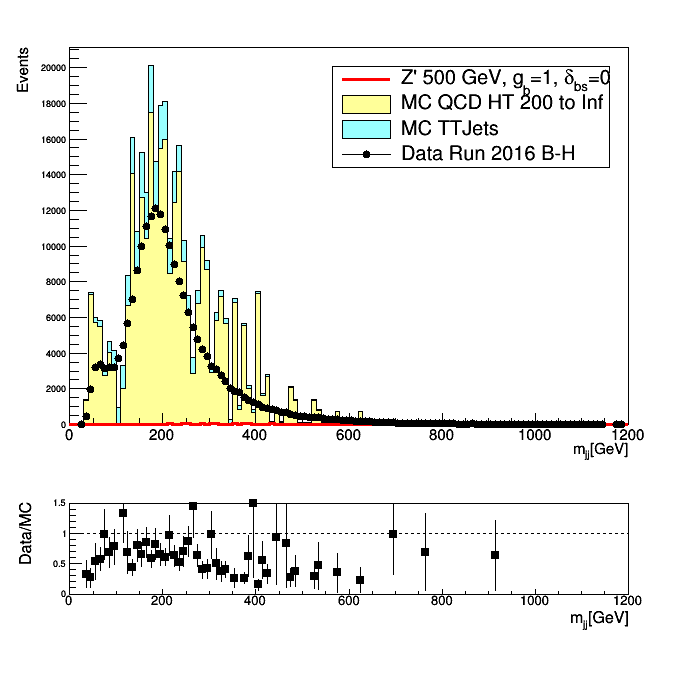 Events
20000
18000
16000
14000
12000
10000
8000
6000
4000
2000
0
Z' 500 GeV, g_b=1, δ_bs=0
MC QCD HT 200 to Inf
MC TTJets
Data Run 2016 B-H
0 200 400 600 800 1000 1200
m_jj[GeV]
Data/MC
1.5
1
0.5
0
0 200 400 600 800 1000 1200
m_jj[GeV]